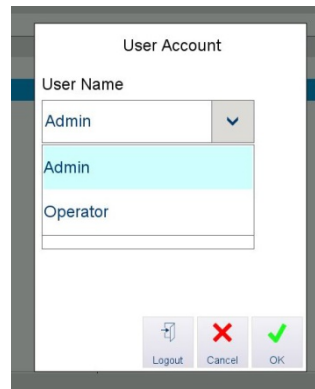 User Account
User Name
Admin
Admin
Operator
Logout
Cancel
OK